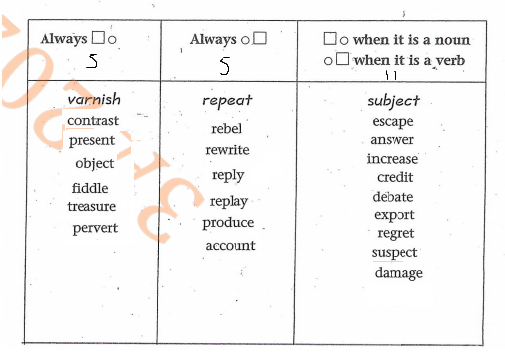 Always □ o
5
varnish
contrast
present
object
fiddle
treasure
pervert
Always o □
5
repeat
rebel
rewrite
reply
replay
produce
account
□ o when it is a noun
o □ when it is a verb
11
subject
escape
answer
increase
credit
debate
export
regret
suspect
damage